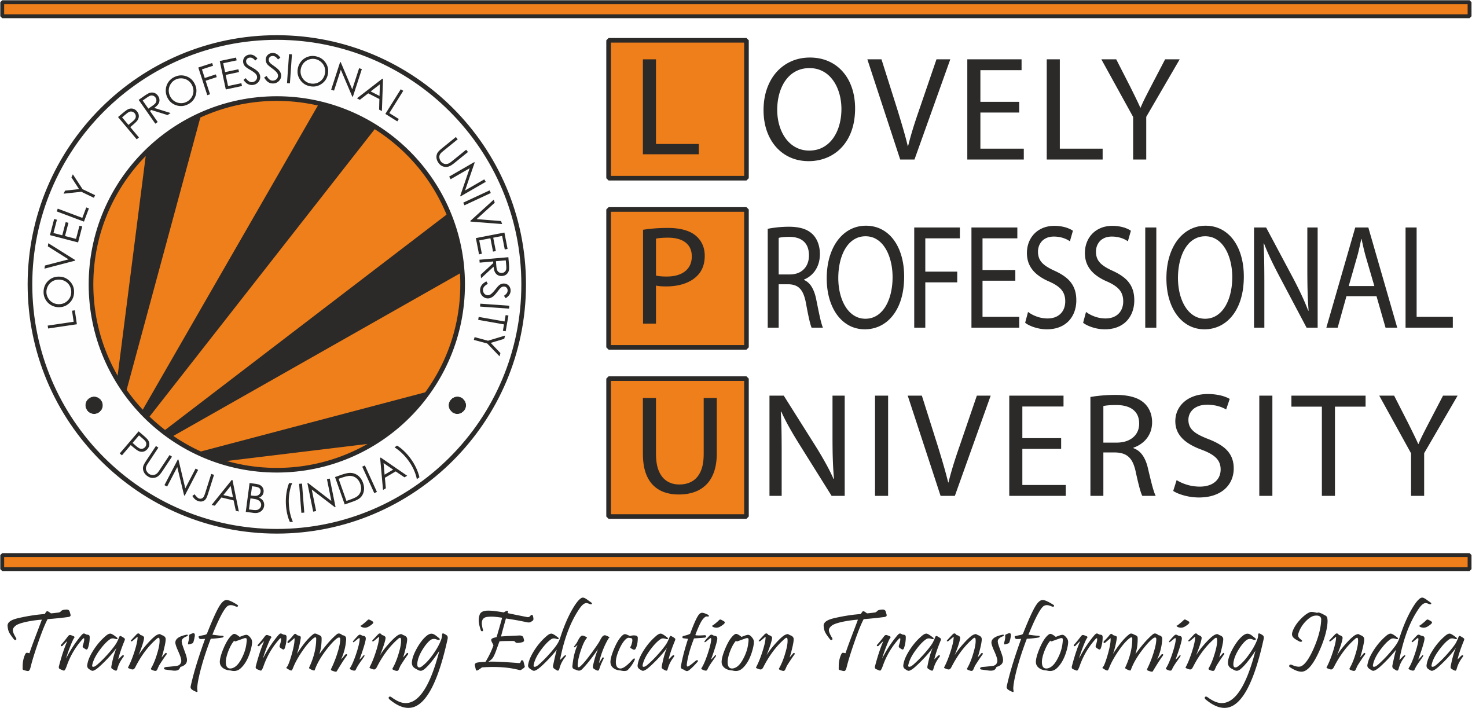 LOVELY PROFESSIONAL UNIVERSITY
• PUNJAB (INDIA) •
LOVELY
PROFESSIONAL
UNIVERSITY
Transforming Education Transforming India